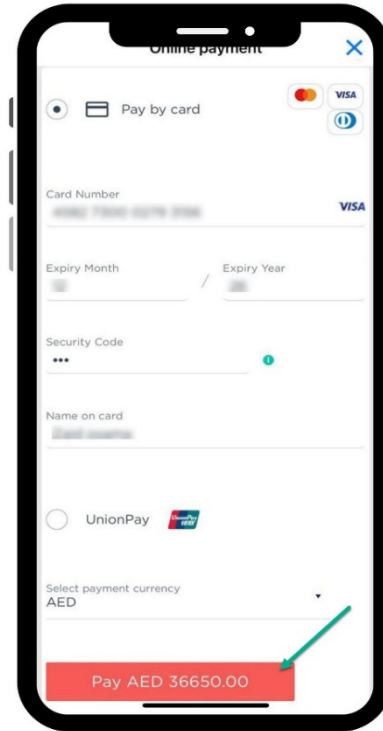 Online payment
Pay by card
VISA
Card Number
VISA
Expiry Month / Expiry Year
Security Code
•••
Name on card
UnionPay
UnionPay
Select payment currency
AED
Pay AED 36650.00